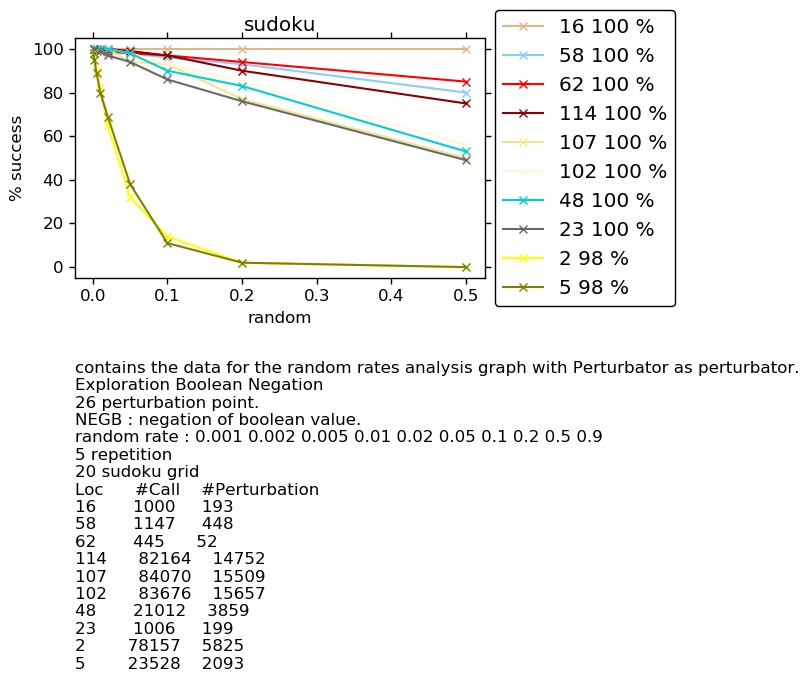 sudoku
100
80
60
40
20
0
% success
0.0 0.1 0.2 0.3 0.4 0.5
random
16 100 %
58 100 %
62 100 %
114 100 %
107 100 %
102 100 %
48 100 %
23 100 %
2 98 %
5 98 %
contains the data for the random rates analysis graph with Perturbator as perturbator.
Exploration Boolean Negation
26 perturbation point.
NEGB : negation of boolean value.
random rate : 0.001 0.002 0.005 0.01 0.02 0.05 0.1 0.2 0.5 0.9
5 repetition
20 sudoku grid
Loc #Call #Perturbation
16 1000 193
58 1147 448
62 445 52
114 82164 14752
107 84070 15509
102 83676 15657
48 21012 3859
23 1006 199
2 78157 5825
5 23528 2093